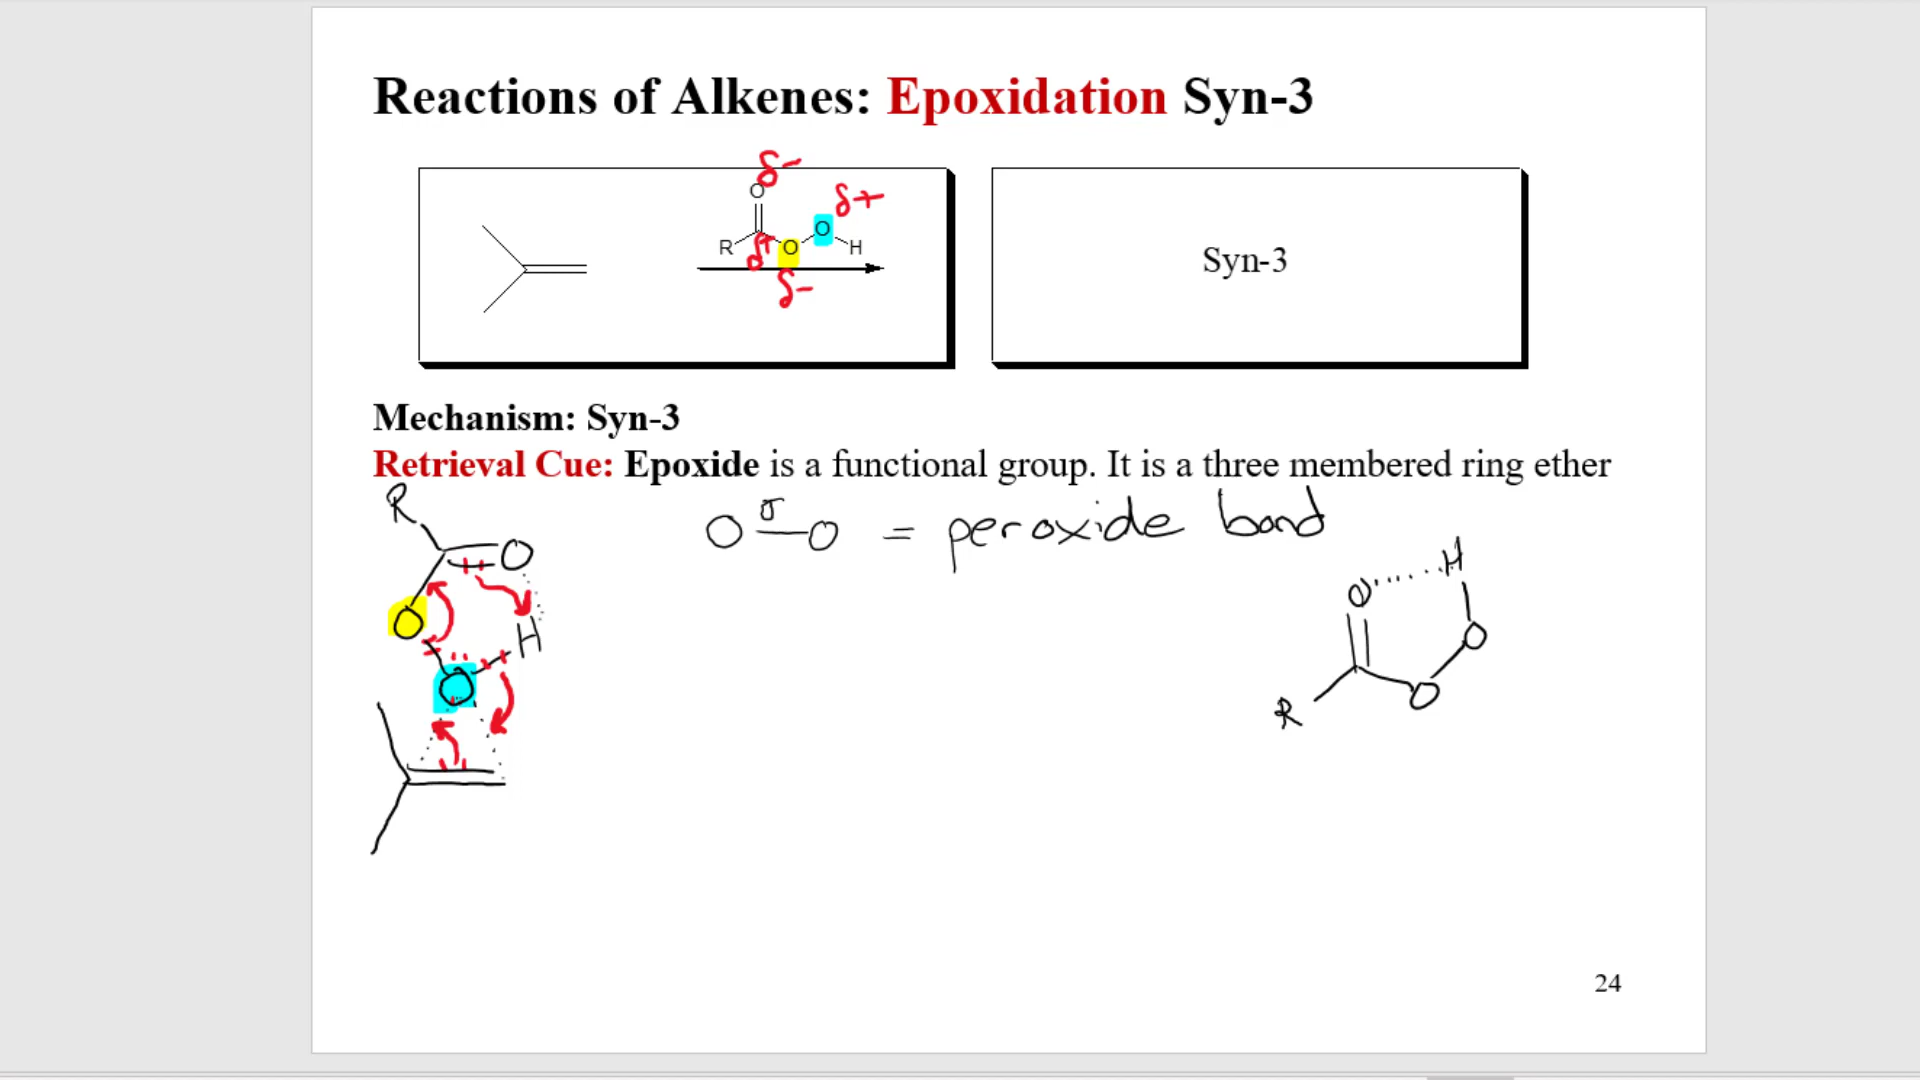 Reactions of Alkenes: Epoxidation Syn-3
δ-
O
δ+
O
R
δ+
O
H
δ-
Syn-3
Mechanism: Syn-3
Retrieval Cue: Epoxide is a functional group. It is a three membered ring ether
R
O σ O = peroxide bond
O
H
O
O
H
O
O
O
R
24